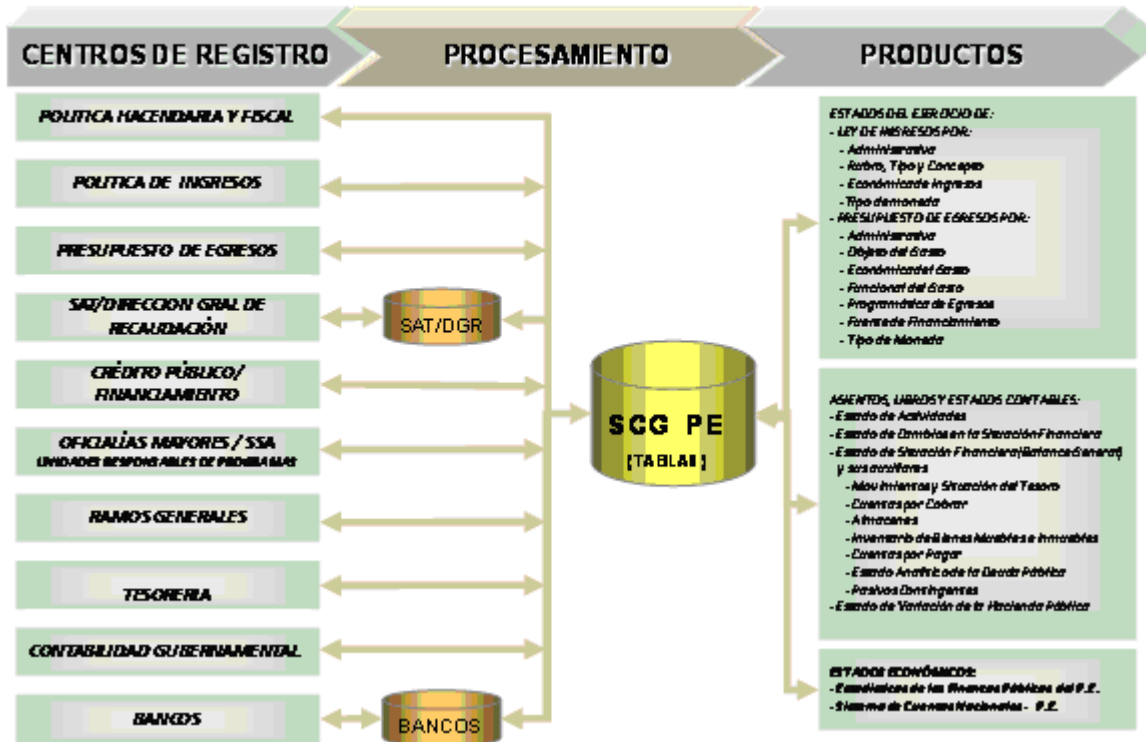 CENTROS DE REGISTRO
PROCESAMIENTO
PRODUCTOS
POLITICA HACENDARIA Y FISCAL
POLITICA DE INGRESOS
PRESUPUESTO DE EGRESOS
SAT/DIRECCION GRAL DE
RECAUDACIÓN
CRÉDITO PÚBLICO/
FINANCIAMIENTO
OFICIALÍAS MAYORES / SSA
UNIDADES RESPONSABLES DE PROGRAMAS
RAMOS GENERALES
TESORERIA
CONTABILIDAD GUBERNAMENTAL
BANCOS
SAT/DGR
BANCOS
SCG PE
(TABLAS)
ESTADOS DEL EJERCICIO DE:
- LEY DE INGRESOS POR:
- Administrativa
- Rubro, Tipo y Concepto
- Económica de Ingresos
- Tipo de moneda
- PRESUPUESTO DE EGRESOS POR:
- Administrativa
- Objeto del Gasto
- Económica del Gasto
- Funcional del Gasto
- Programática de Egresos
- Fuente de Financiamiento
- Tipo de Moneda
ASIENTOS, LIBROS Y ESTADOS CONTABLES:
- Estado de Actividades
- Estado de Cambios en la Situación Financiera
- Estado de Situación Financiera (Balance General)
y sus auxiliares
- Movimientos y Situación del Tesoro
- Cuentas por Cobrar
- Almacenes
- Inventario de Bienes Muebles e Inmuebles
- Cuentas por Pagar
- Estado Analítico de la Deuda Pública
- Pasivos Contingentes
- Estado de Variación de la Hacienda Pública
ESTADOS ECONÓMICOS:
- Estadísticas de las Finanzas Públicas del P.E.
- Sistema de Cuentas Nacionales - P.E.